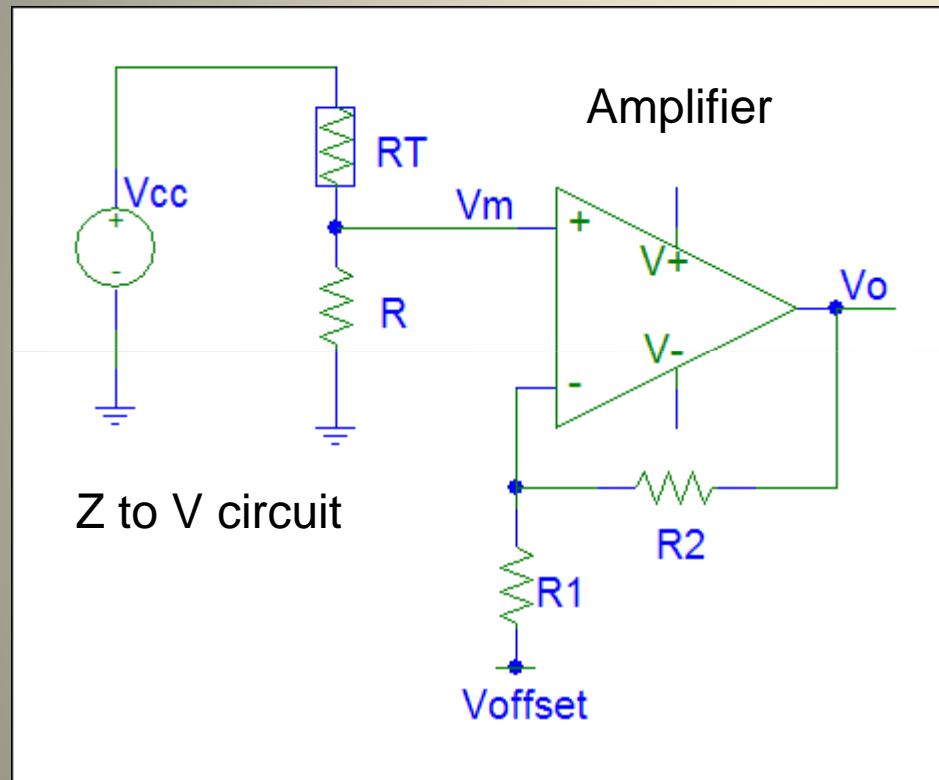 Amplifier
RT
Vcc
Vm
+
+
V+
-
R
Vo
V-
-
Z to V circuit
R2
R1
Voffset